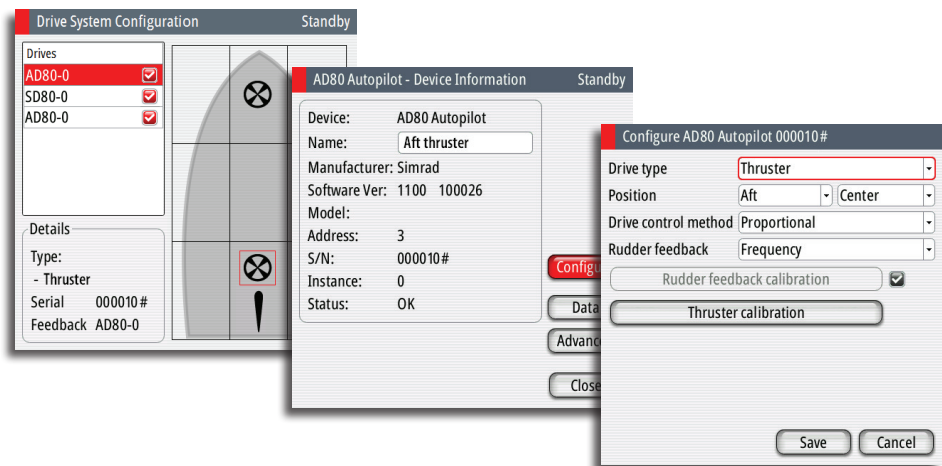 Drive System Configuration Standby
Drives
AD80-0
SD80-0
AD80-0
Details
Type:
- Thruster
Serial 000010#
Feedback AD80-0
AD80 Autopilot - Device Information Standby
Device: AD80 Autopilot
Name: Aft thruster
Manufacturer: Simrad
Software Ver: 1100 100026
Model:
Address: 3
S/N: 000010#
Instance: 0
Status: OK
Configu
Data
Advanc
Close
Configure AD80 Autopilot 000010#
Drive type Thruster
Position Aft Center
Drive control method Proportional
Rudder feedback Frequency
Rudder feedback calibration
Thruster calibration
Save Cancel